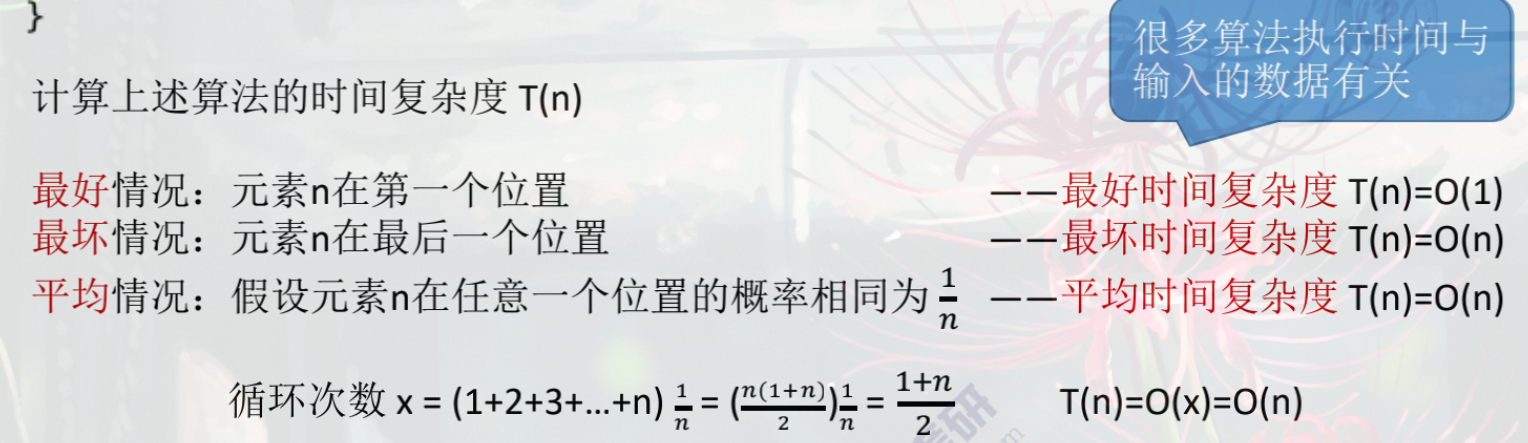 }
很多算法执行时间与
输入的数据有关
计算上述算法的时间复杂度 T(n)
最好情况：元素n在第一个位置 ——最好时间复杂度 T(n)=O(1)
最坏情况：元素n在最后一个位置 ——最坏时间复杂度 T(n)=O(n)
平均情况：假设元素n在任意一个位置的概率相同为 1/n ——平均时间复杂度 T(n)=O(n)
循环次数 x = (1+2+3+…+n) 1/n = (n(1+n)/2) 1/n = (1+n)/2 T(n)=O(x)=O(n)